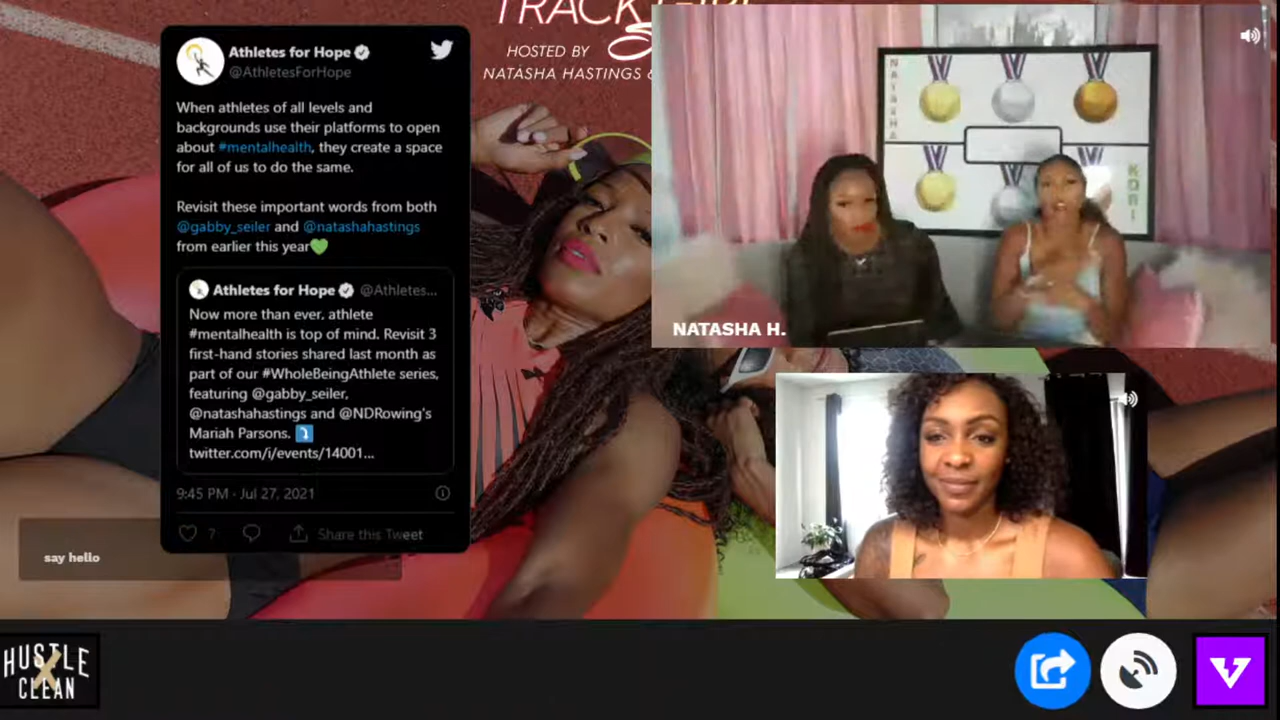 TRACK
HOSTED BY
NATASHA HASTINGS &
Athletes for Hope
@AthletesForHope
When athletes of all levels and
backgrounds use their platforms to open
about #mentalhealth, they create a space
for all of us to do the same.
Revisit these important words from both
@gabby_seiler and @natashahastings
from earlier this year💚
Athletes for Hope @Athletes...
Now more than ever, athlete
#mentalhealth is top of mind. Revisit 3
first-hand stories shared last month as
part of our #WholeBeingAthlete series,
featuring @gabby_seiler,
@natashahastings and @NDRowing's
Mariah Parsons. ⤵️
twitter.com/i/events/14001...
9:45 PM · Jul 27, 2021
7
Share this Tweet
say hello
NATASHA
KORI
NATASHA H.
HUSTLE
X
CLEAN